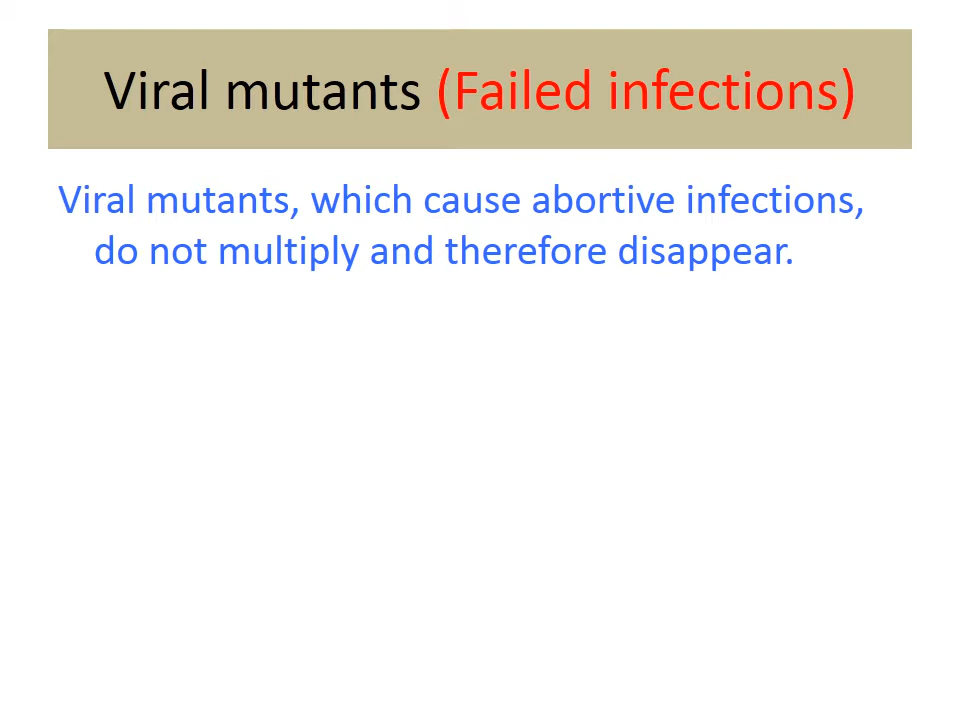 Viral mutants (Failed infections)
Viral mutants, which cause abortive infections,
do not multiply and therefore disappear.